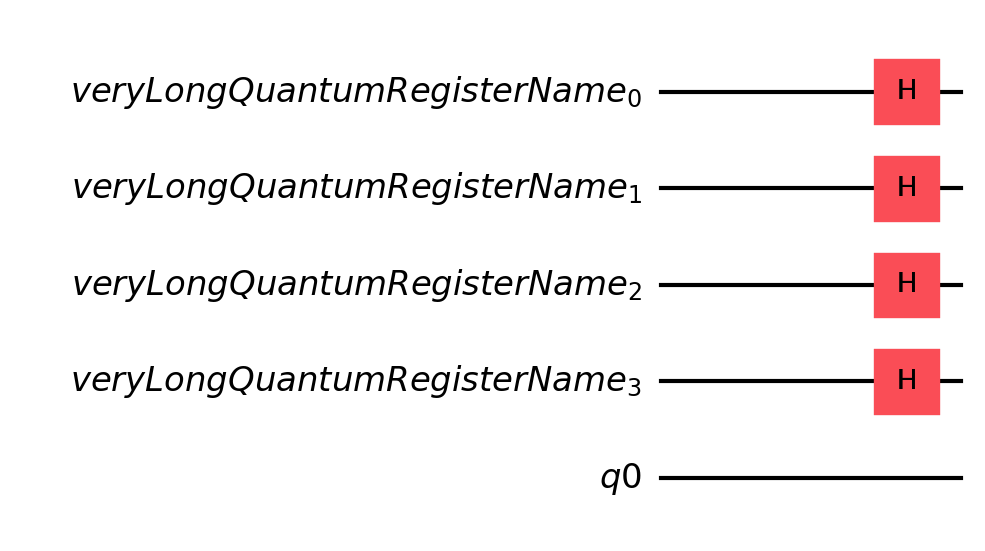 veryLongQuantumRegisterName₀ H
veryLongQuantumRegisterName₁ H
veryLongQuantumRegisterName₂ H
veryLongQuantumRegisterName₃ H
q0